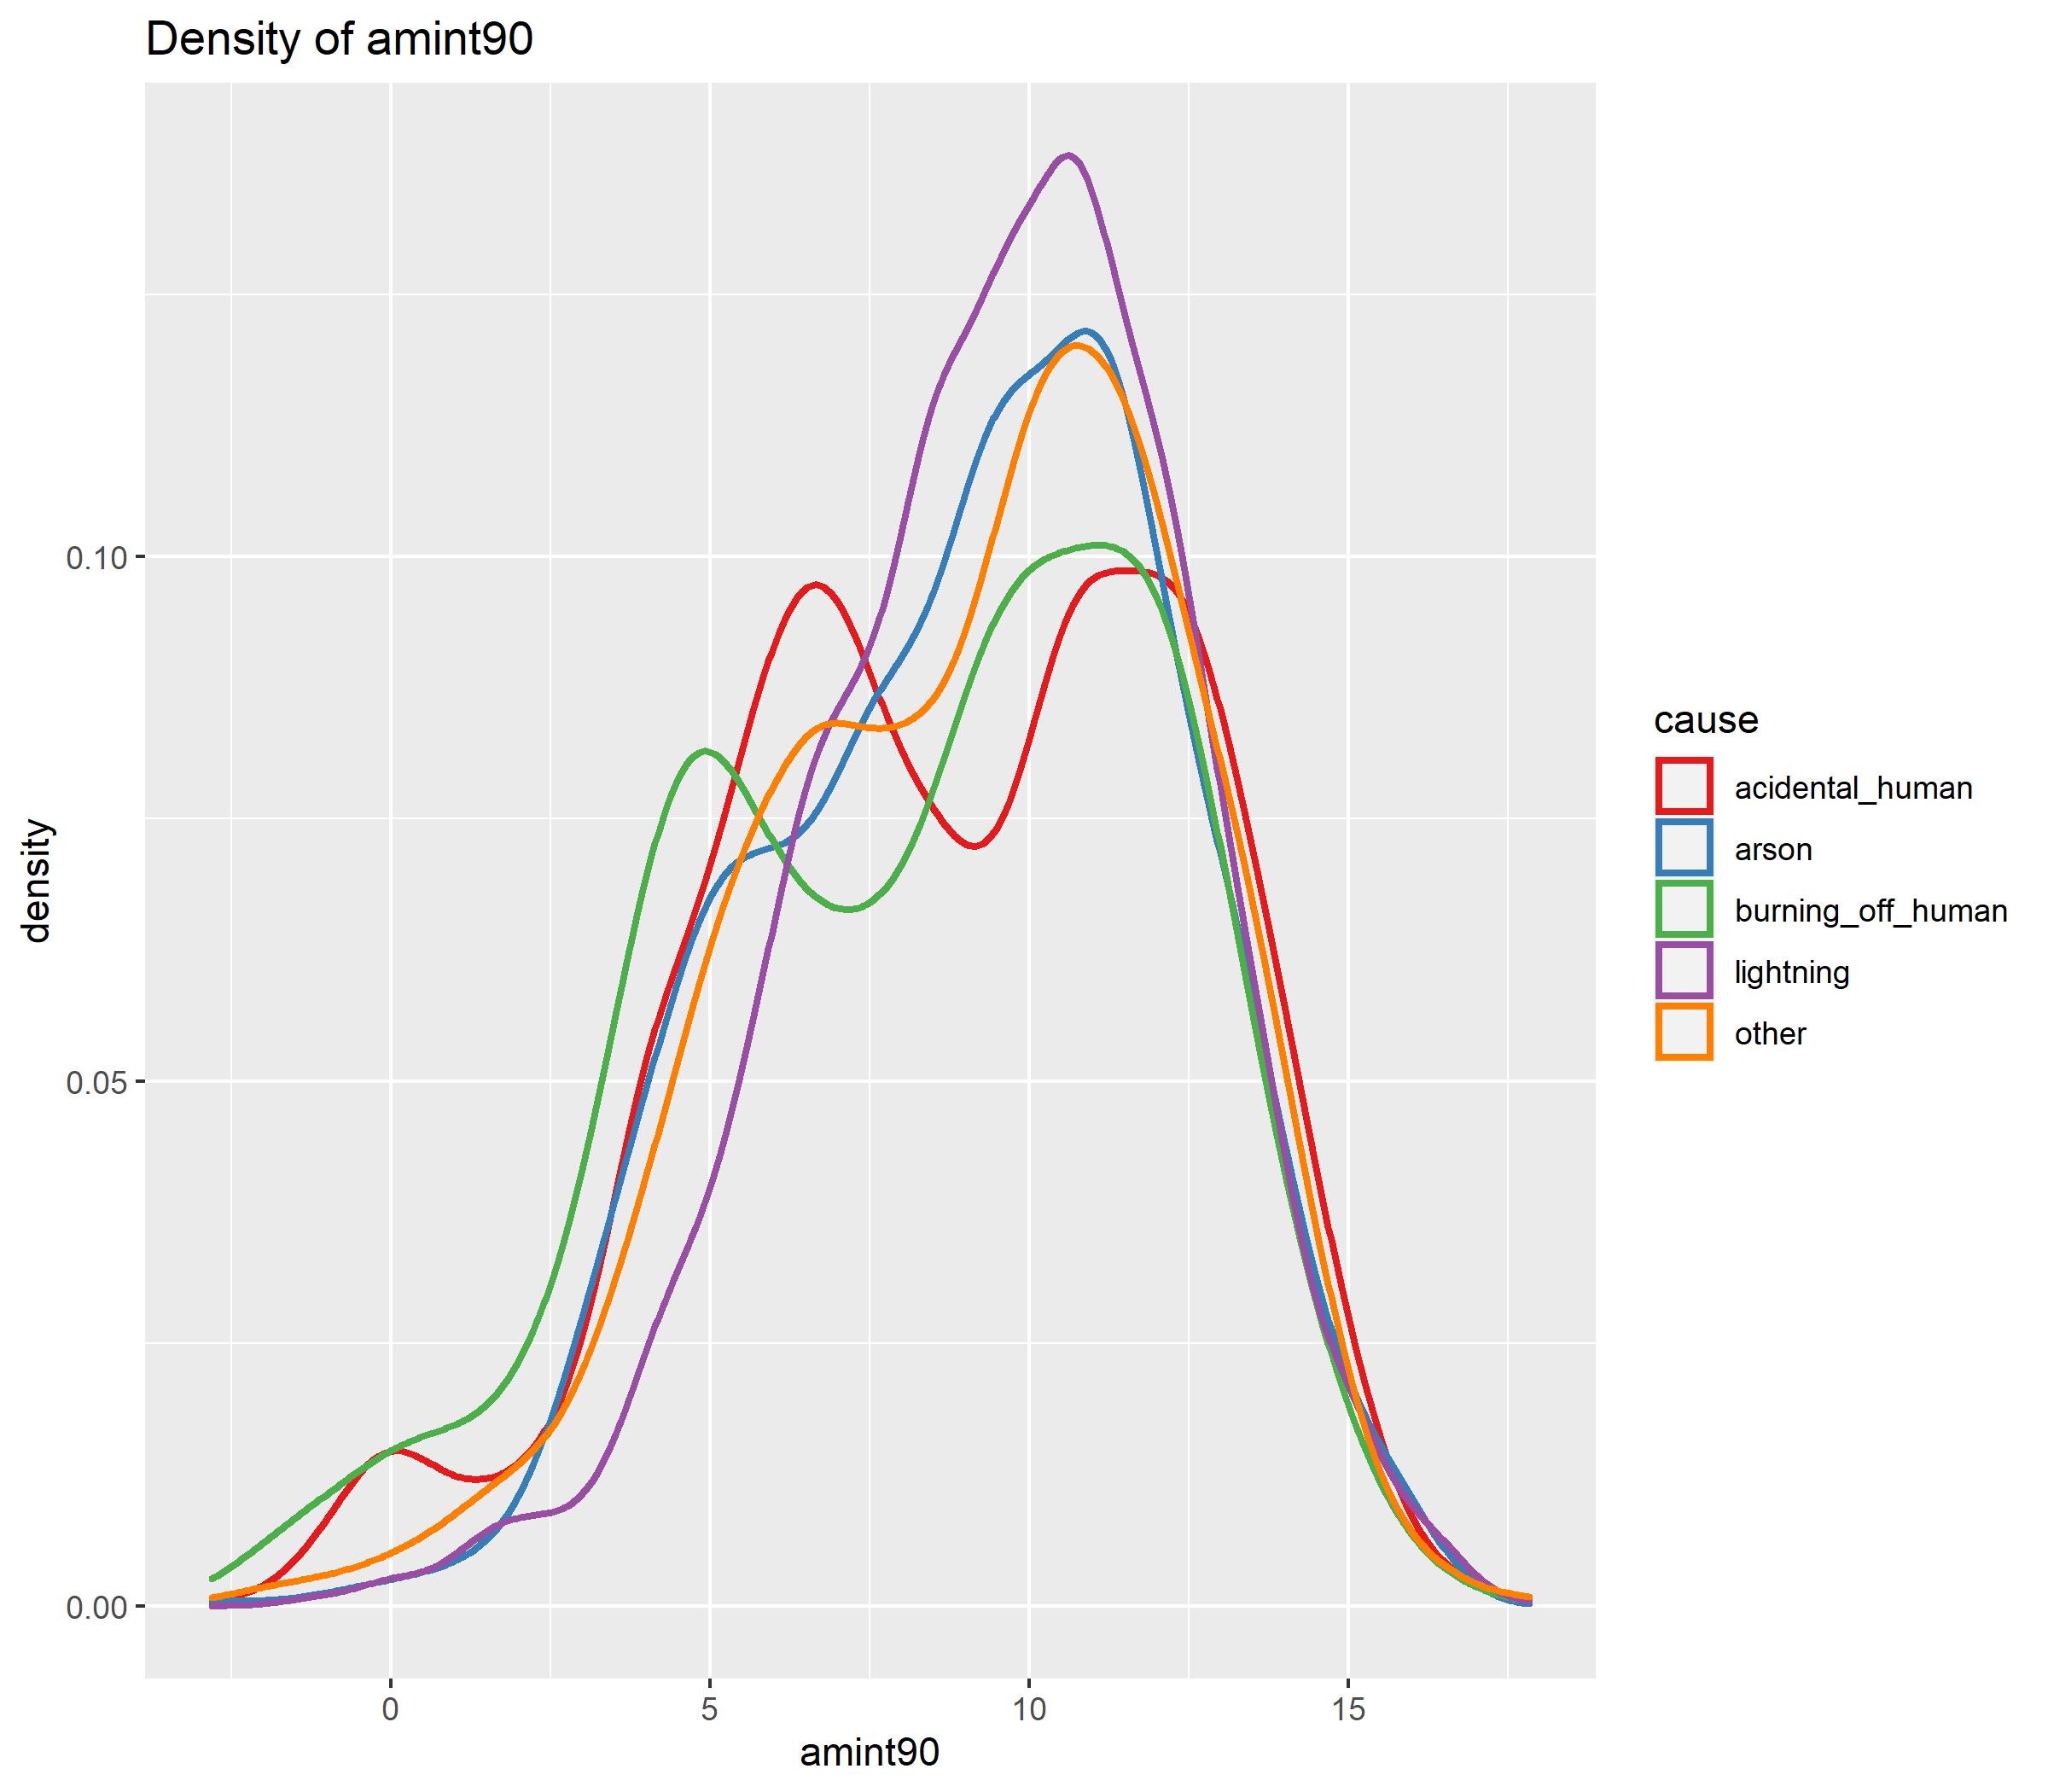 Density of amint90
density
0.10
0.05
0.00
0
5
10
15
amint90
cause
acidental_human
arson
burning_off_human
lightning
other